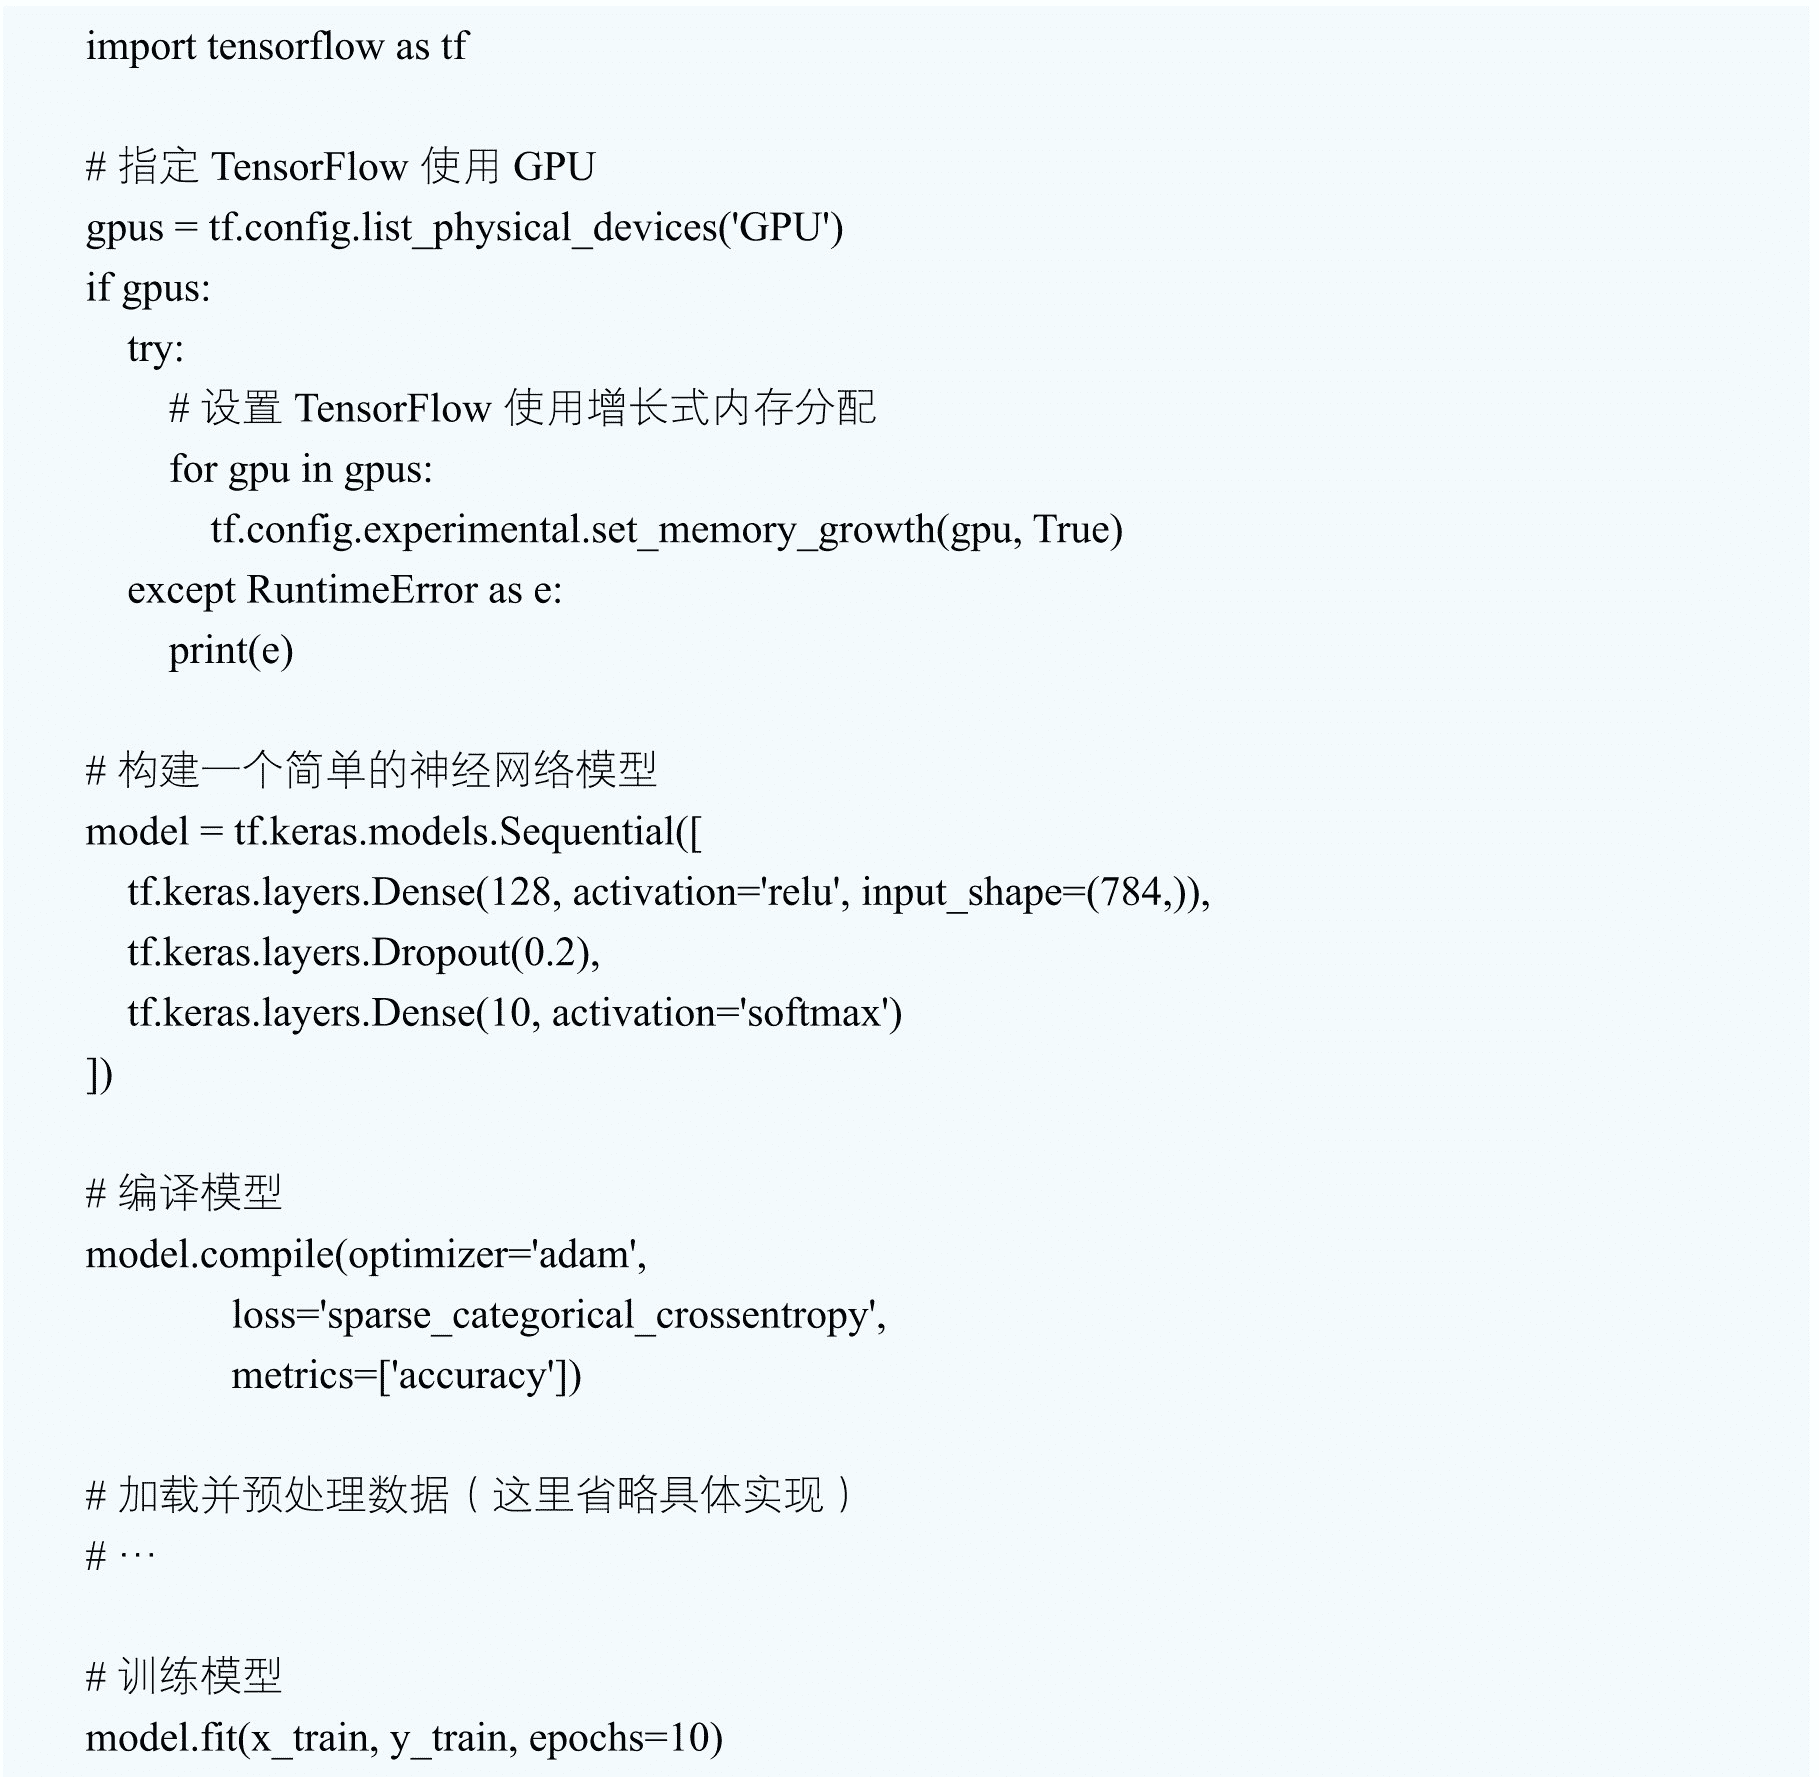 import tensorflow as tf
# 指定 TensorFlow 使用 GPU
gpus = tf.config.list_physical_devices('GPU')
if gpus:
    try:
        # 设置 TensorFlow 使用增长式内存分配
        for gpu in gpus:
            tf.config.experimental.set_memory_growth(gpu, True)
    except RuntimeError as e:
        print(e)
# 构建一个简单的神经网络模型
model = tf.keras.models.Sequential([
    tf.keras.layers.Dense(128, activation='relu', input_shape=(784,)),
    tf.keras.layers.Dropout(0.2),
    tf.keras.layers.Dense(10, activation='softmax')
])
# 编译模型
model.compile(optimizer='adam',
              loss='sparse_categorical_crossentropy',
              metrics=['accuracy'])
# 加载并预处理数据（这里省略具体实现）
# …
# 训练模型
model.fit(x_train, y_train, epochs=10)